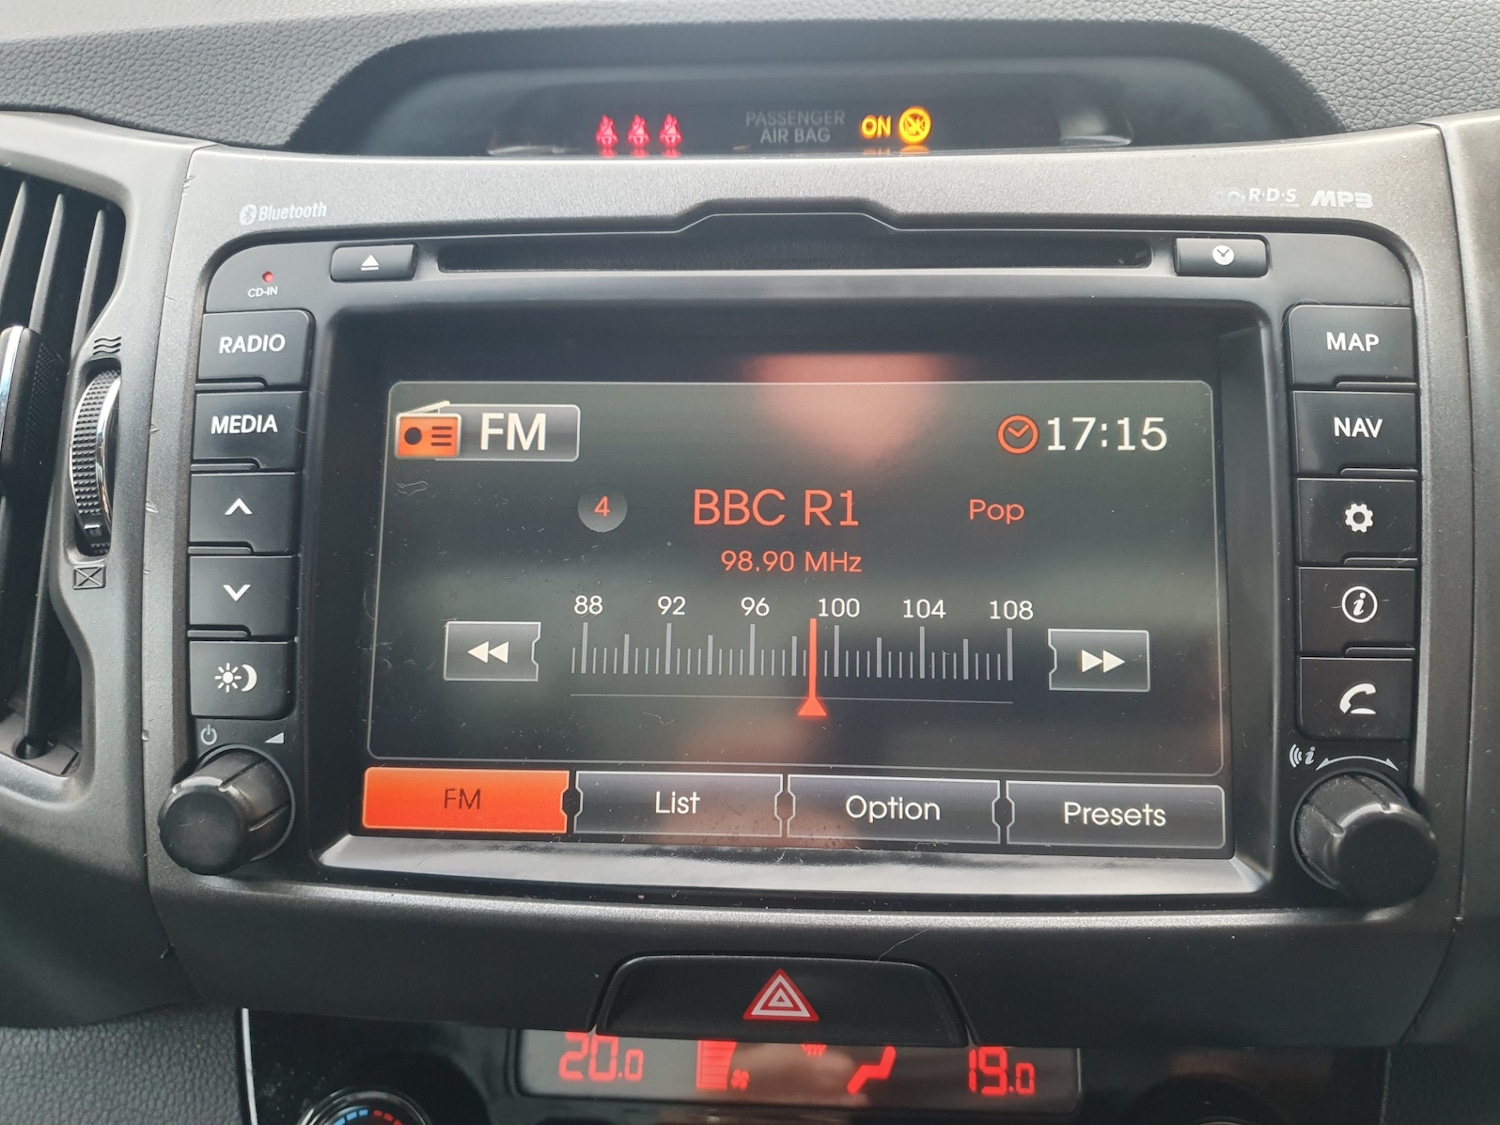 PASSENGER
AIR BAG
ON
Bluetooth
R·D·S
MP3
CD-IN
RADIO
MEDIA
MAP
NAV
FM
17:15
4
BBC R1
Pop
98.90 MHz
88 92 96 100 104 108
FM
List
Option
Presets
20.0
19.0